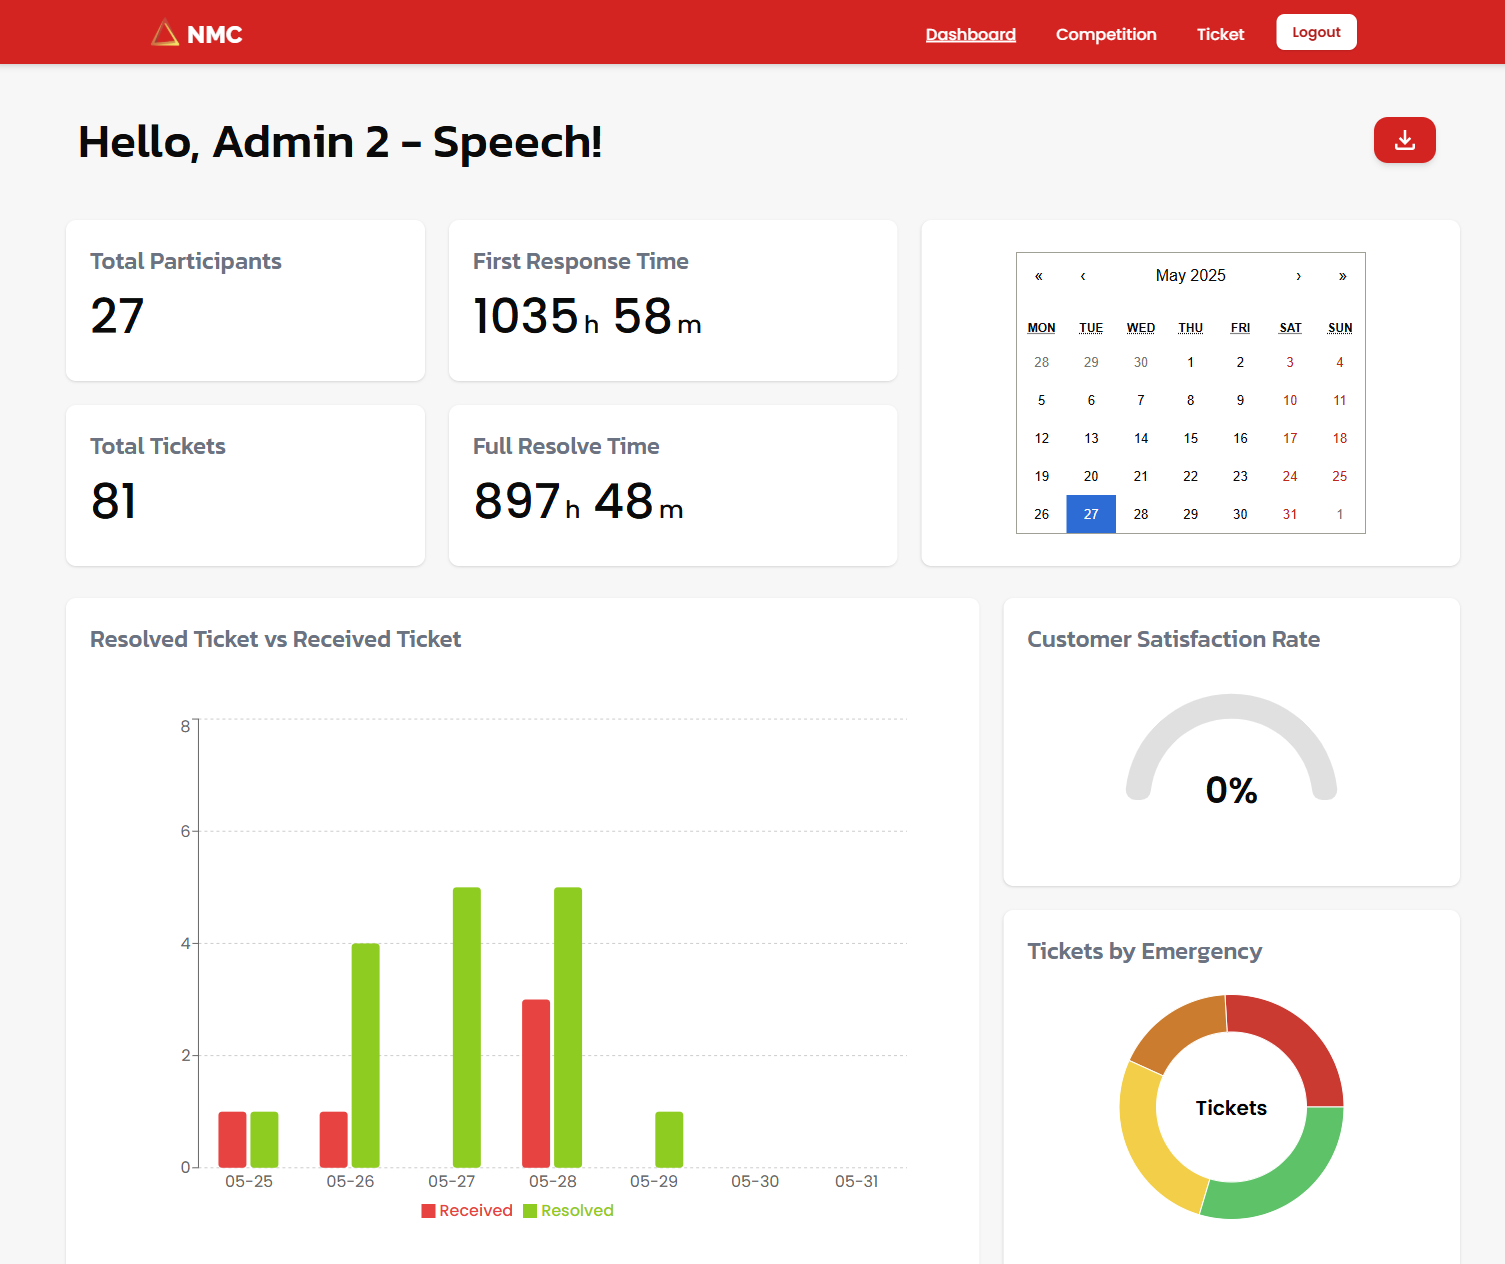 NMC
Dashboard Competition Ticket Logout
Hello, Admin 2 - Speech!
Total Participants
27
First Response Time
1035 h 58 m
Total Tickets
81
Full Resolve Time
897 h 48 m
« ‹ May 2025 › »
MON TUE WED THU FRI SAT SUN
28 29 30 1 2 3 4
5 6 7 8 9 10 11
12 13 14 15 16 17 18
19 20 21 22 23 24 25
26 27 28 29 30 31 1
Resolved Ticket vs Received Ticket
8
6
4
2
0
05-25 05-26 05-27 05-28 05-29 05-30 05-31
Received Resolved
Customer Satisfaction Rate
0%
Tickets by Emergency
Tickets